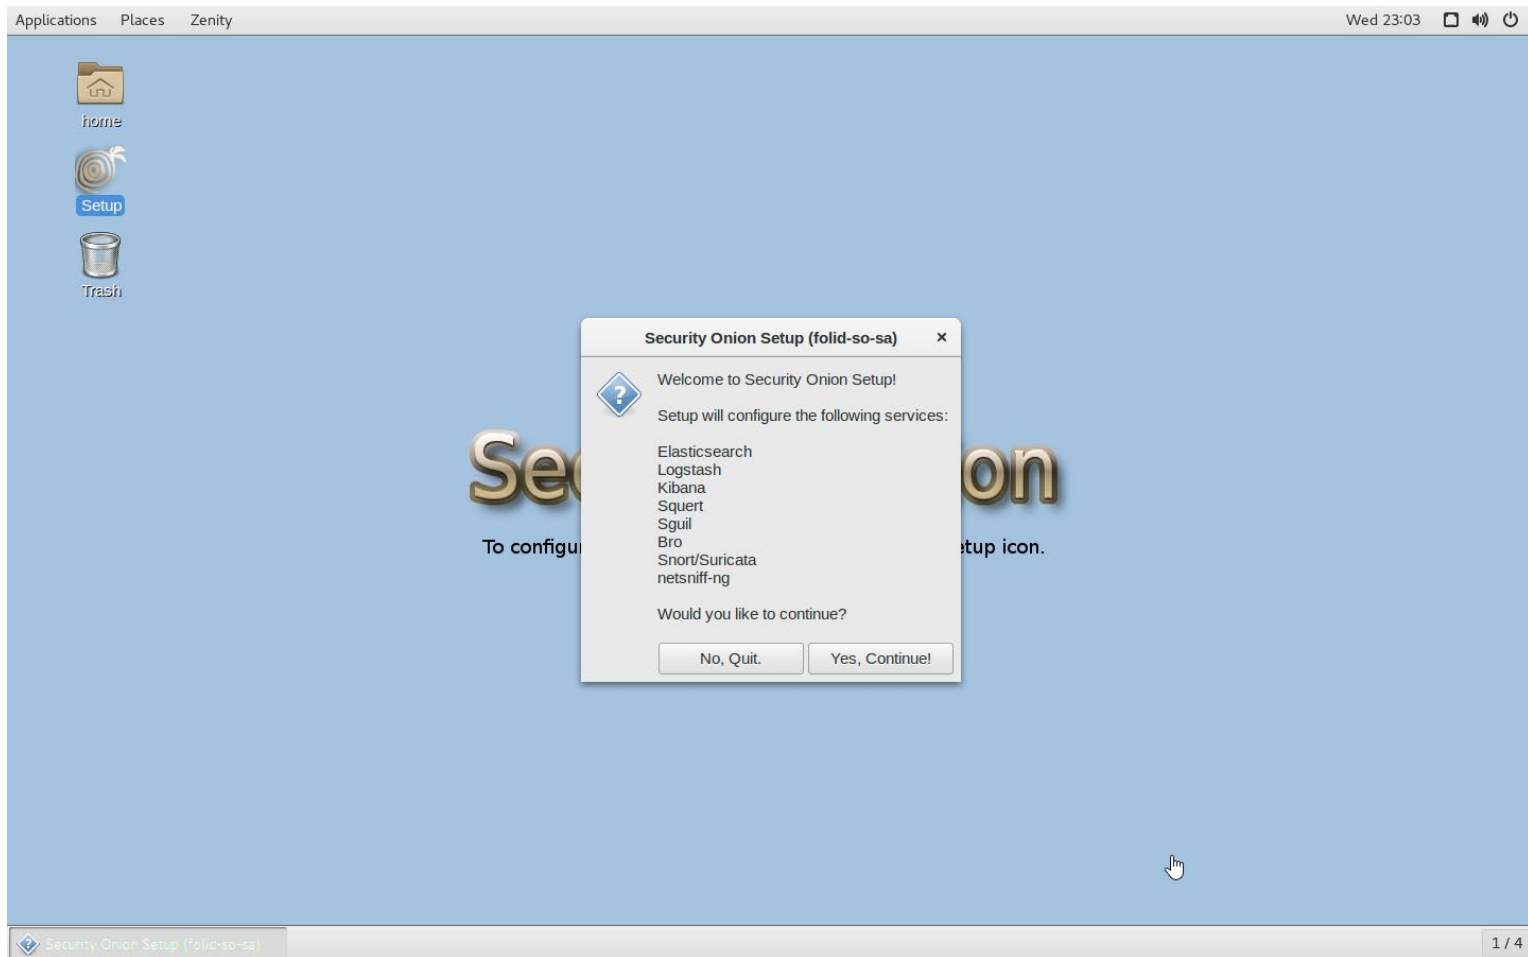 Applications Places Zenity
Wed 23:03
home
Setup
Trash
Security Onion Setup (folid-so-sa)
Welcome to Security Onion Setup!
Setup will configure the following services:
Elasticsearch
Logstash
Kibana
Squert
Sguil
Bro
Snort/Suricata
netsniff-ng
Would you like to continue?
No, Quit. Yes, Continue!
Se on
To configu etup icon.
Security Onion Setup (folid-so-sa)
1 / 4